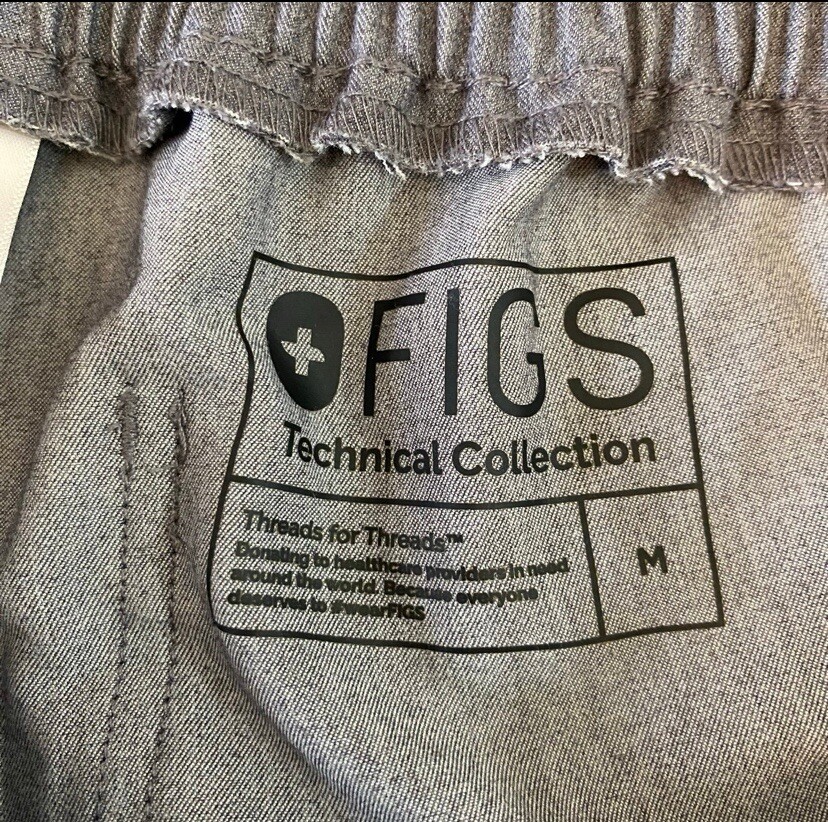 FIGS
Technical Collection
Threads for Threads™
Donating to healthcare providers in need
around the world. Because everyone
deserves to #wearFIGS
M